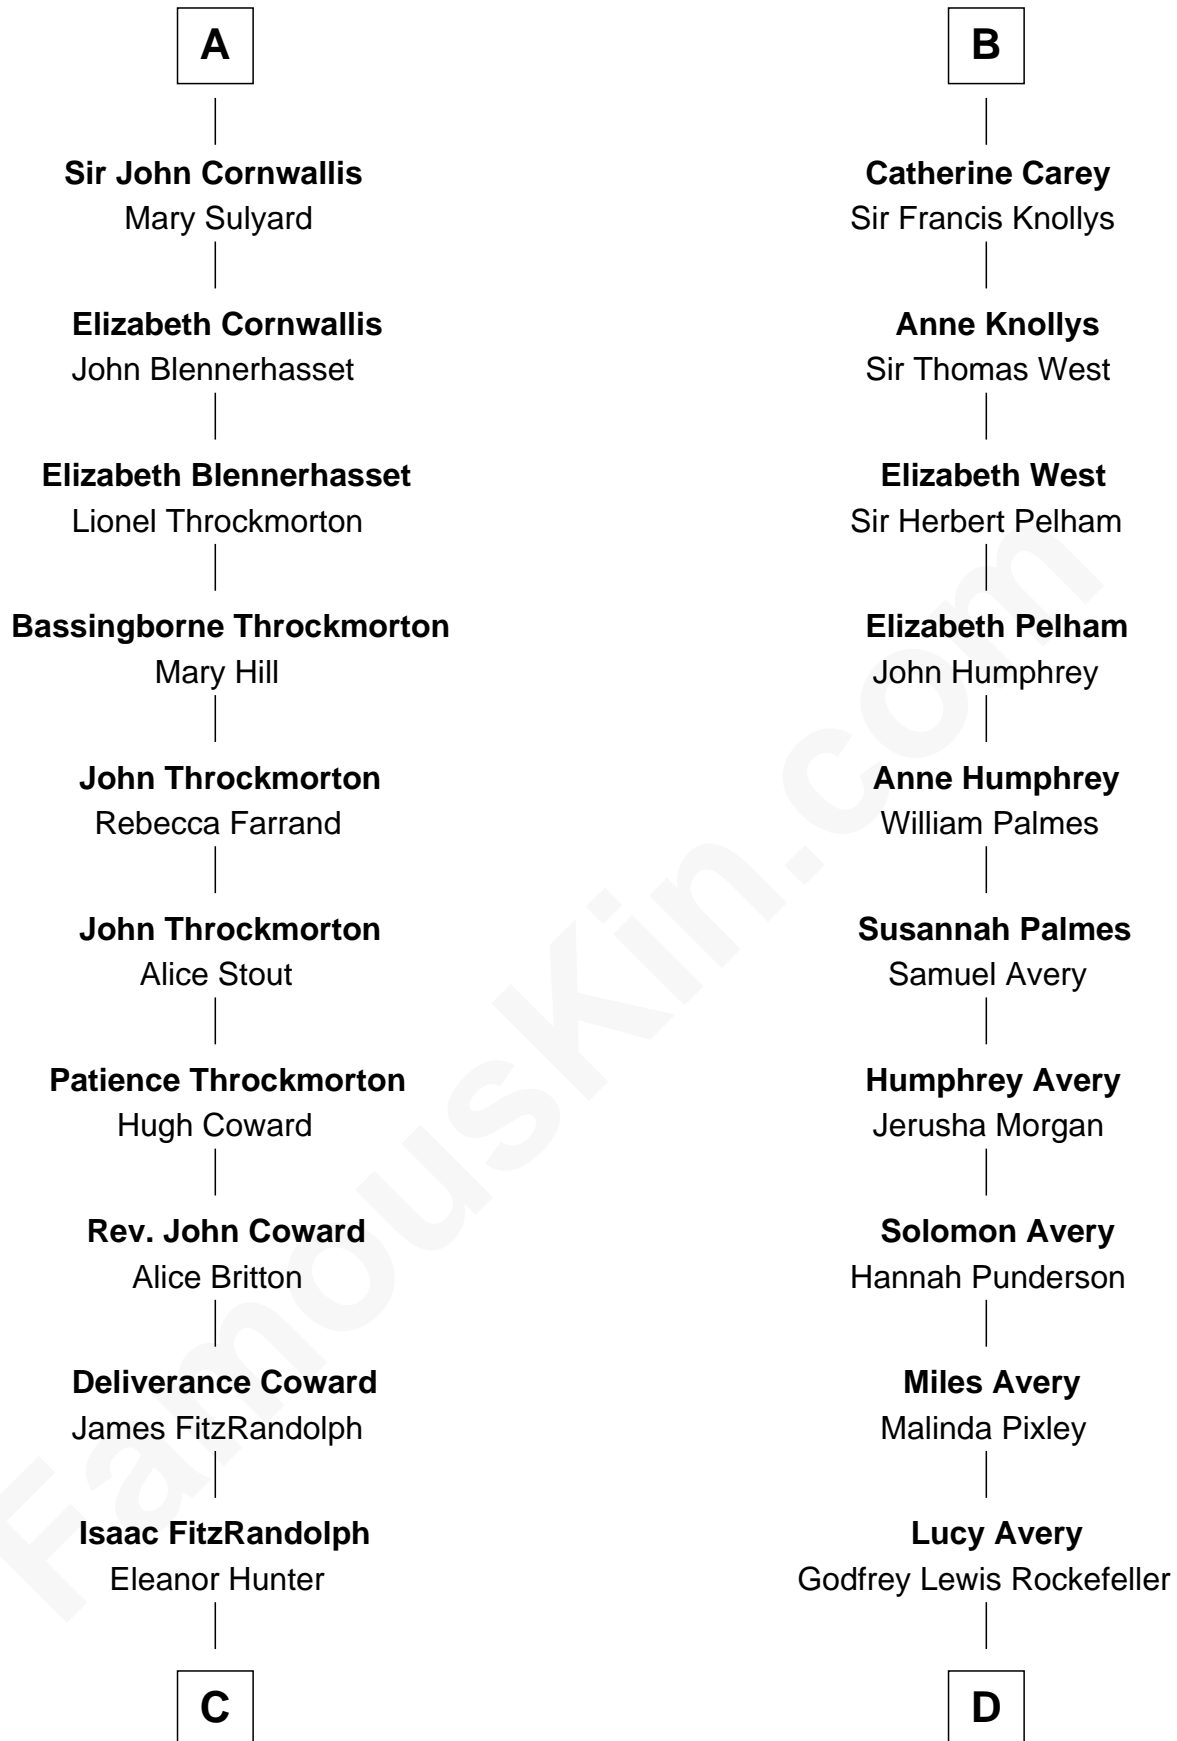 A
Sir John Cornwallis
Mary Sulyard
Elizabeth Cornwallis
John Blennerhasset
Elizabeth Blennerhasset
Lionel Throckmorton
Bassingborne Throckmorton
Mary Hill
John Throckmorton
Rebecca Farrand
John Throckmorton
Alice Stout
Patience Throckmorton
Hugh Coward
Rev. John Coward
Alice Britton
Deliverance Coward
James FitzRandolph
Isaac FitzRandolph
Eleanor Hunter
C
B
Catherine Carey
Sir Francis Knollys
Anne Knollys
Sir Thomas West
Elizabeth West
Sir Herbert Pelham
Elizabeth Pelham
John Humphrey
Anne Humphrey
William Palmes
Susannah Palmes
Samuel Avery
Humphrey Avery
Jerusha Morgan
Solomon Avery
Hannah Punderson
Miles Avery
Malinda Pixley
Lucy Avery
Godfrey Lewis Rockefeller
D
FamousKin.com